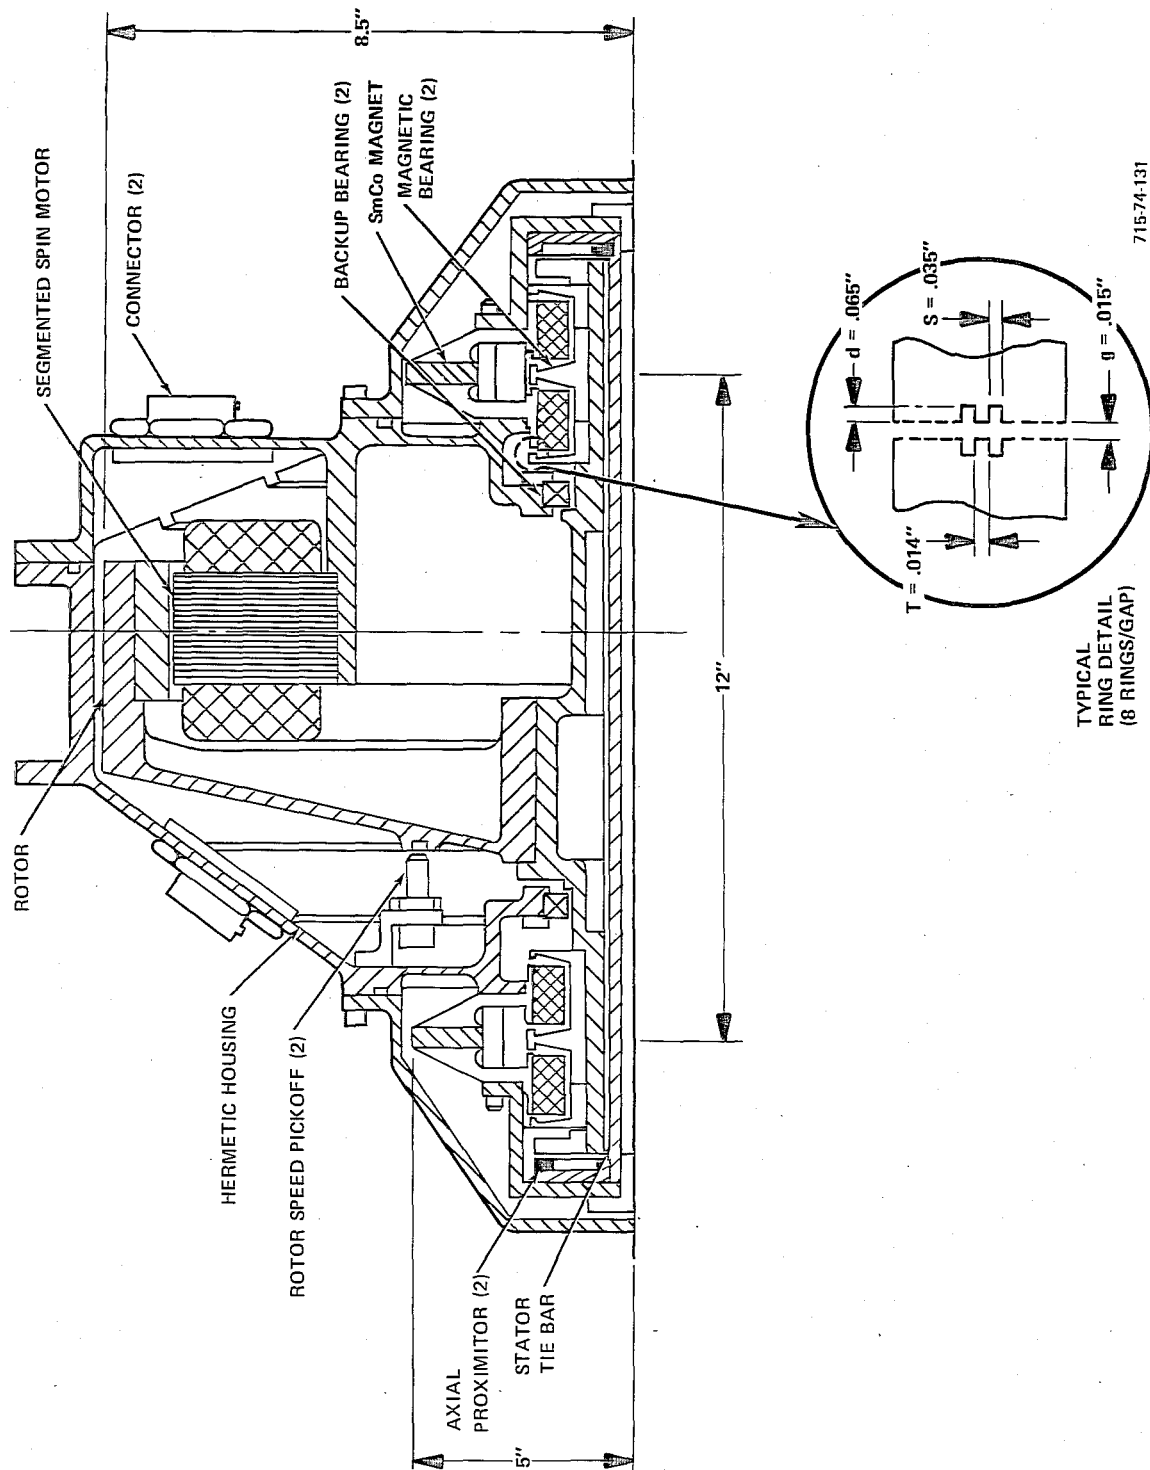 8.5"
SEGMENTED SPIN MOTOR
CONNECTOR (2)
BACKUP BEARING (2)
SmCo MAGNET
MAGNETIC
BEARING (2)
ROTOR
HERMETIC HOUSING
ROTOR SPEED PICKOFF (2)
AXIAL
PROXIMITOR (2)
STATOR
TIE BAR
5"
12"
d = .065"
S = .035"
T = .014"
g = .015"
TYPICAL
RING DETAIL
(8 RINGS/GAP)
715-74-131